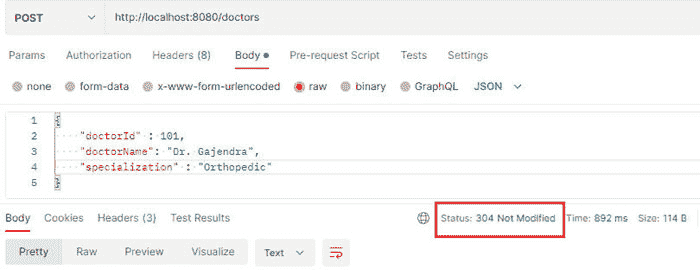 POST http://localhost:8080/doctors
Params Authorization Headers (8) Body Pre-request Script Tests Settings
none form-data x-www-form-urlencoded raw binary GraphQL JSON
1 {
2 "doctorId" : 101,
3 "doctorName": "Dr. Gajendra",
4 "specialization" : "Orthopedic"
5 }
Body Cookies Headers (3) Test Results Status: 304 Not Modified Time: 892 ms Size: 114 B
Pretty Raw Preview Visualize Text